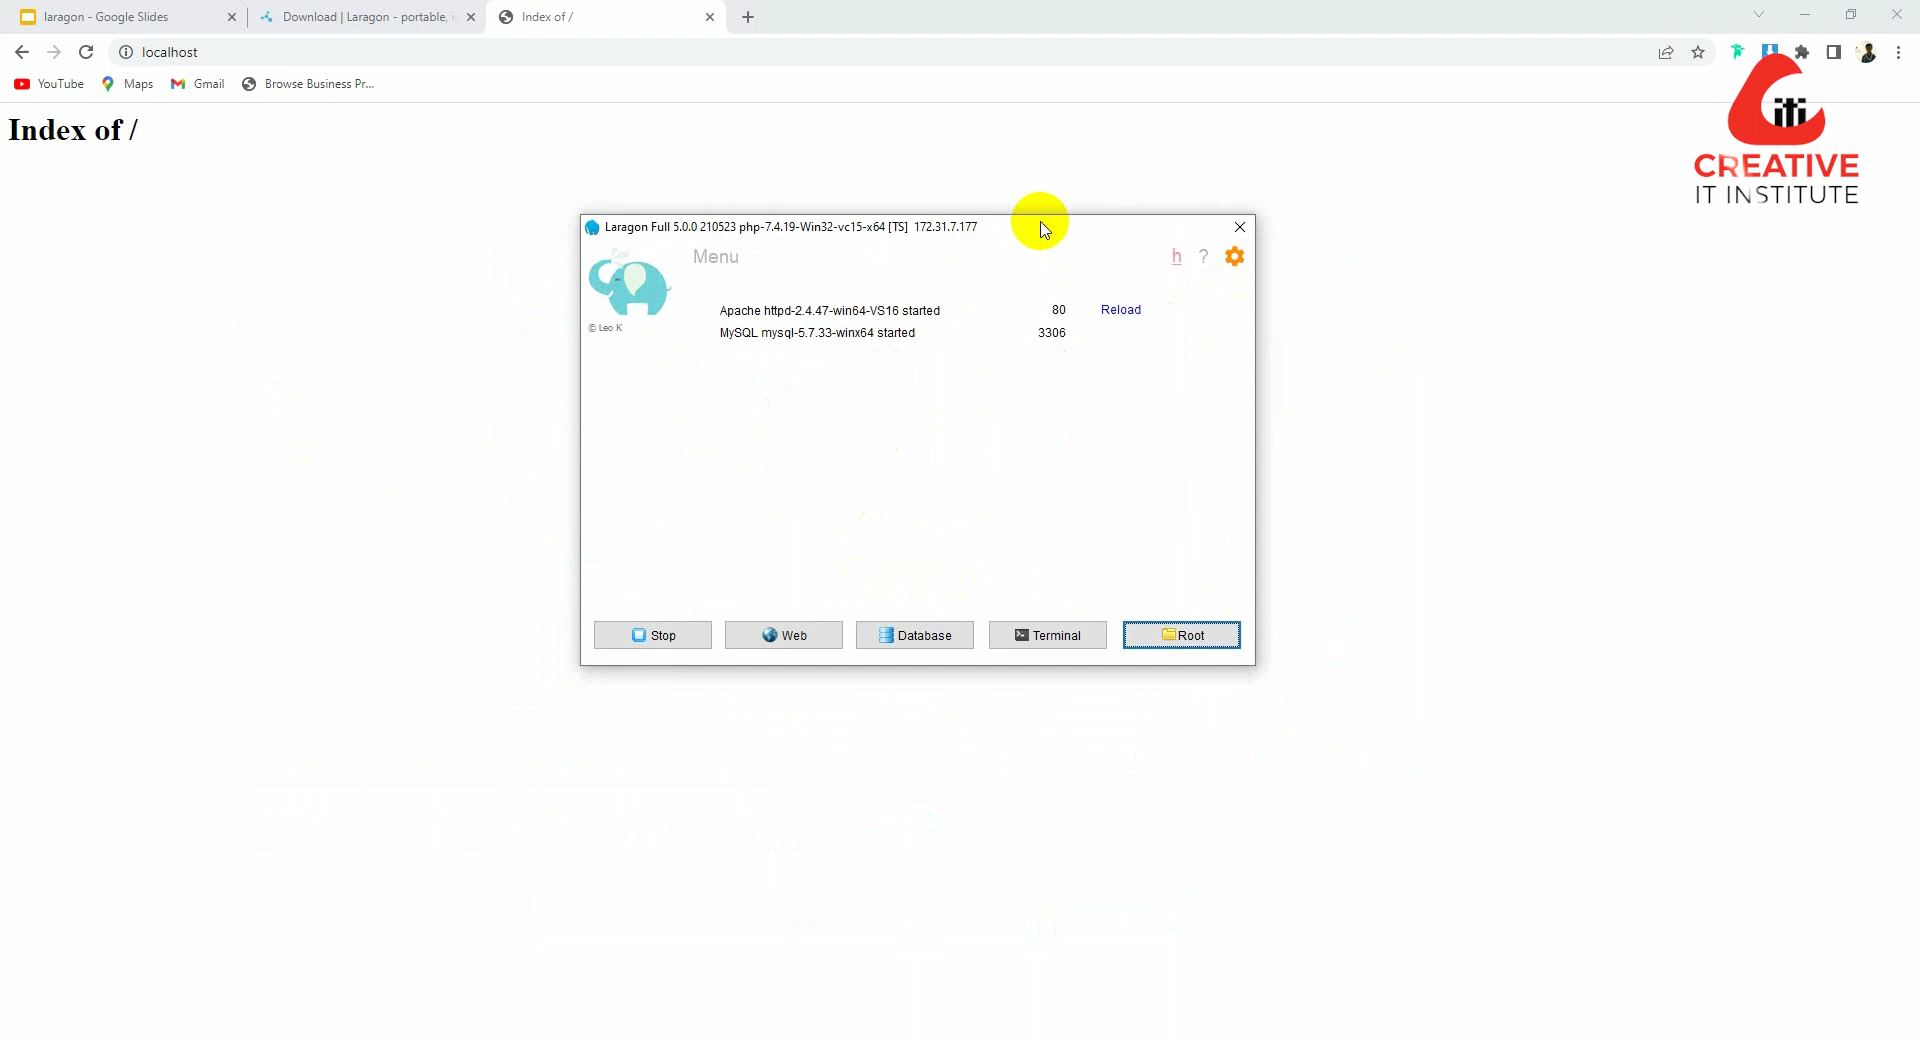 laragon - Google Slides
Download | Laragon - portable, i
Index of /
localhost
YouTube
Maps
Gmail
Browse Business Pr...
Index of /
iTi
CREATIVE
IT INSTITUTE
Laragon Full 5.0.0 210523 php-7.4.19-Win32-vc15-x64 [TS] 172.31.7.177
Menu
h
?
© Leo K
Apache httpd-2.4.47-win64-VS16 started 80 Reload
MySQL mysql-5.7.33-winx64 started 3306
Stop
Web
Database
Terminal
Root